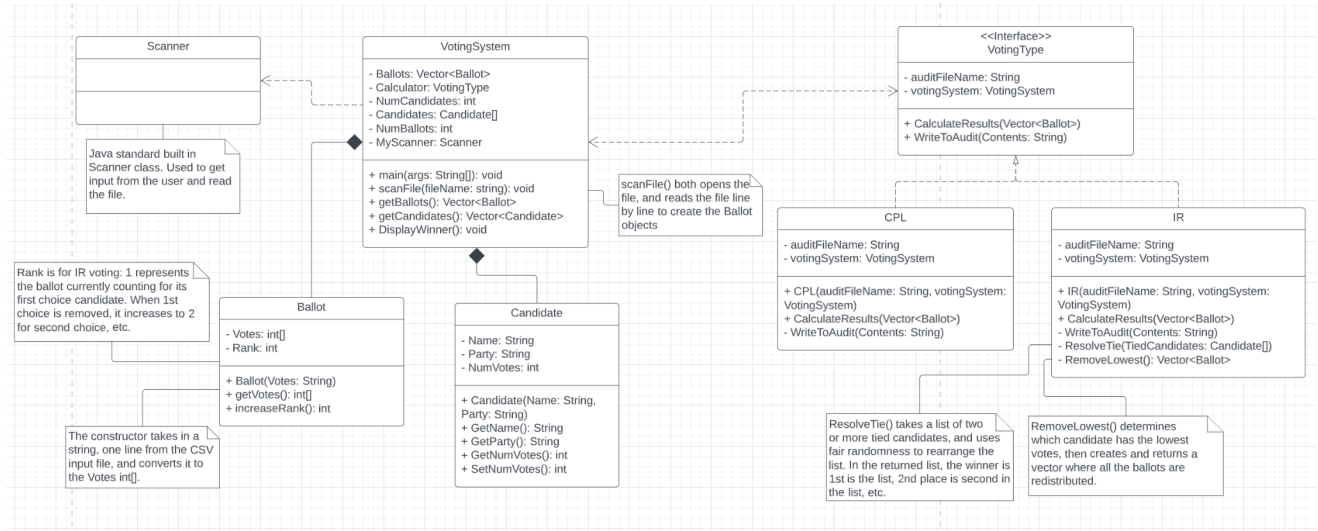 Scanner
Java standard built in
Scanner class. Used to get
input from the user and read
the file.
VotingSystem
- Ballots: Vector<Ballot>
- Calculator: VotingType
- NumCandidates: int
- Candidates: Candidate[]
- NumBallots: int
- MyScanner: Scanner
+ main(args: String[]): void
+ scanFile(fileName: string): void
+ getBallots(): Vector<Ballot>
+ getCandidates(): Vector<Candidate>
+ DisplayWinner(): void
scanFile() both opens the
file, and reads the file line
by line to create the Ballot
objects
<<Interface>>
VotingType
- auditFileName: String
- votingSystem: VotingSystem
+ CalculateResults(Vector<Ballot>)
+ WriteToAudit(Contents: String)
CPL
- auditFileName: String
- votingSystem: VotingSystem
+ CPL(auditFileName: String, votingSystem:
VotingSystem)
+ CalculateResults(Vector<Ballot>)
- WriteToAudit(Contents: String)
IR
- auditFileName: String
- votingSystem: VotingSystem
+ IR(auditFileName: String, votingSystem:
VotingSystem)
+ CalculateResults(Vector<Ballot>)
- WriteToAudit(Contents: String)
- ResolveTie(TiedCandidates: Candidate[])
- RemoveLowest(): Vector<Ballot>
Rank is for IR voting: 1 represents
the ballot currently counting for its
first choice candidate. When 1st
choice is removed, it increases to 2
for second choice, etc.
Ballot
- Votes: int[]
- Rank: int
+ Ballot(Votes: String)
+ getVotes(): int[]
+ increaseRank(): int
The constructor takes in a
string, one line from the CSV
input file, and converts it to
the Votes int[].
Candidate
- Name: String
- Party: String
- NumVotes: int
+ Candidate(Name: String,
Party: String)
+ GetName(): String
+ GetParty(): String
+ GetNumVotes(): int
+ SetNumVotes(): int
ResolveTie() takes a list of two
or more tied candidates, and uses
fair randomness to rearrange the
list. In the returned list, the winner is
1st is the list, 2nd place is second in
the list, etc.
RemoveLowest() determines
which candidate has the lowest
votes, then creates and returns a
vector where all the ballots are
redistributed.